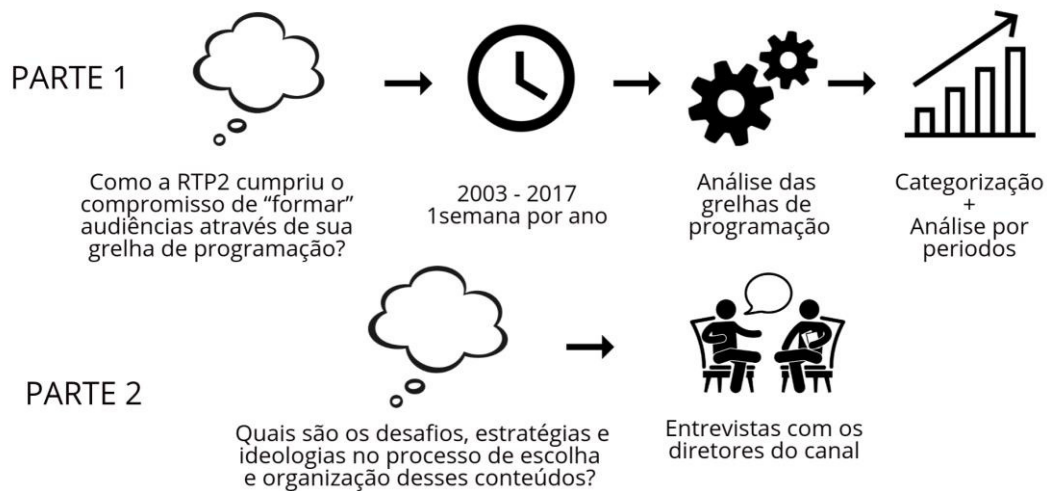 PARTE 1
Como a RTP2 cumpriu o
compromisso de “formar”
audiências através de sua
grelha de programação?
2003 - 2017
1semana por ano
Análise das
grelhas de
programação
Categorização
+
Análise por
periodos
PARTE 2
Quais são os desafios, estratégias e
ideologias no processo de escolha
e organização desses conteúdos?
Entrevistas com os
diretores do canal